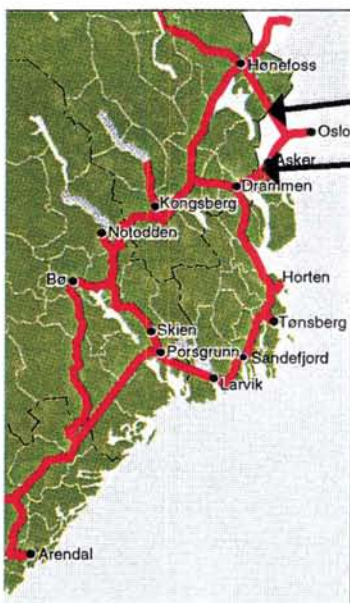 Hønefoss
Oslo
Asker
Drammen
Kongsberg
Notodden
Bø
Horten
Skien
Tønsberg
Porsgrunn
Sandefjord
Larvik
Arendal